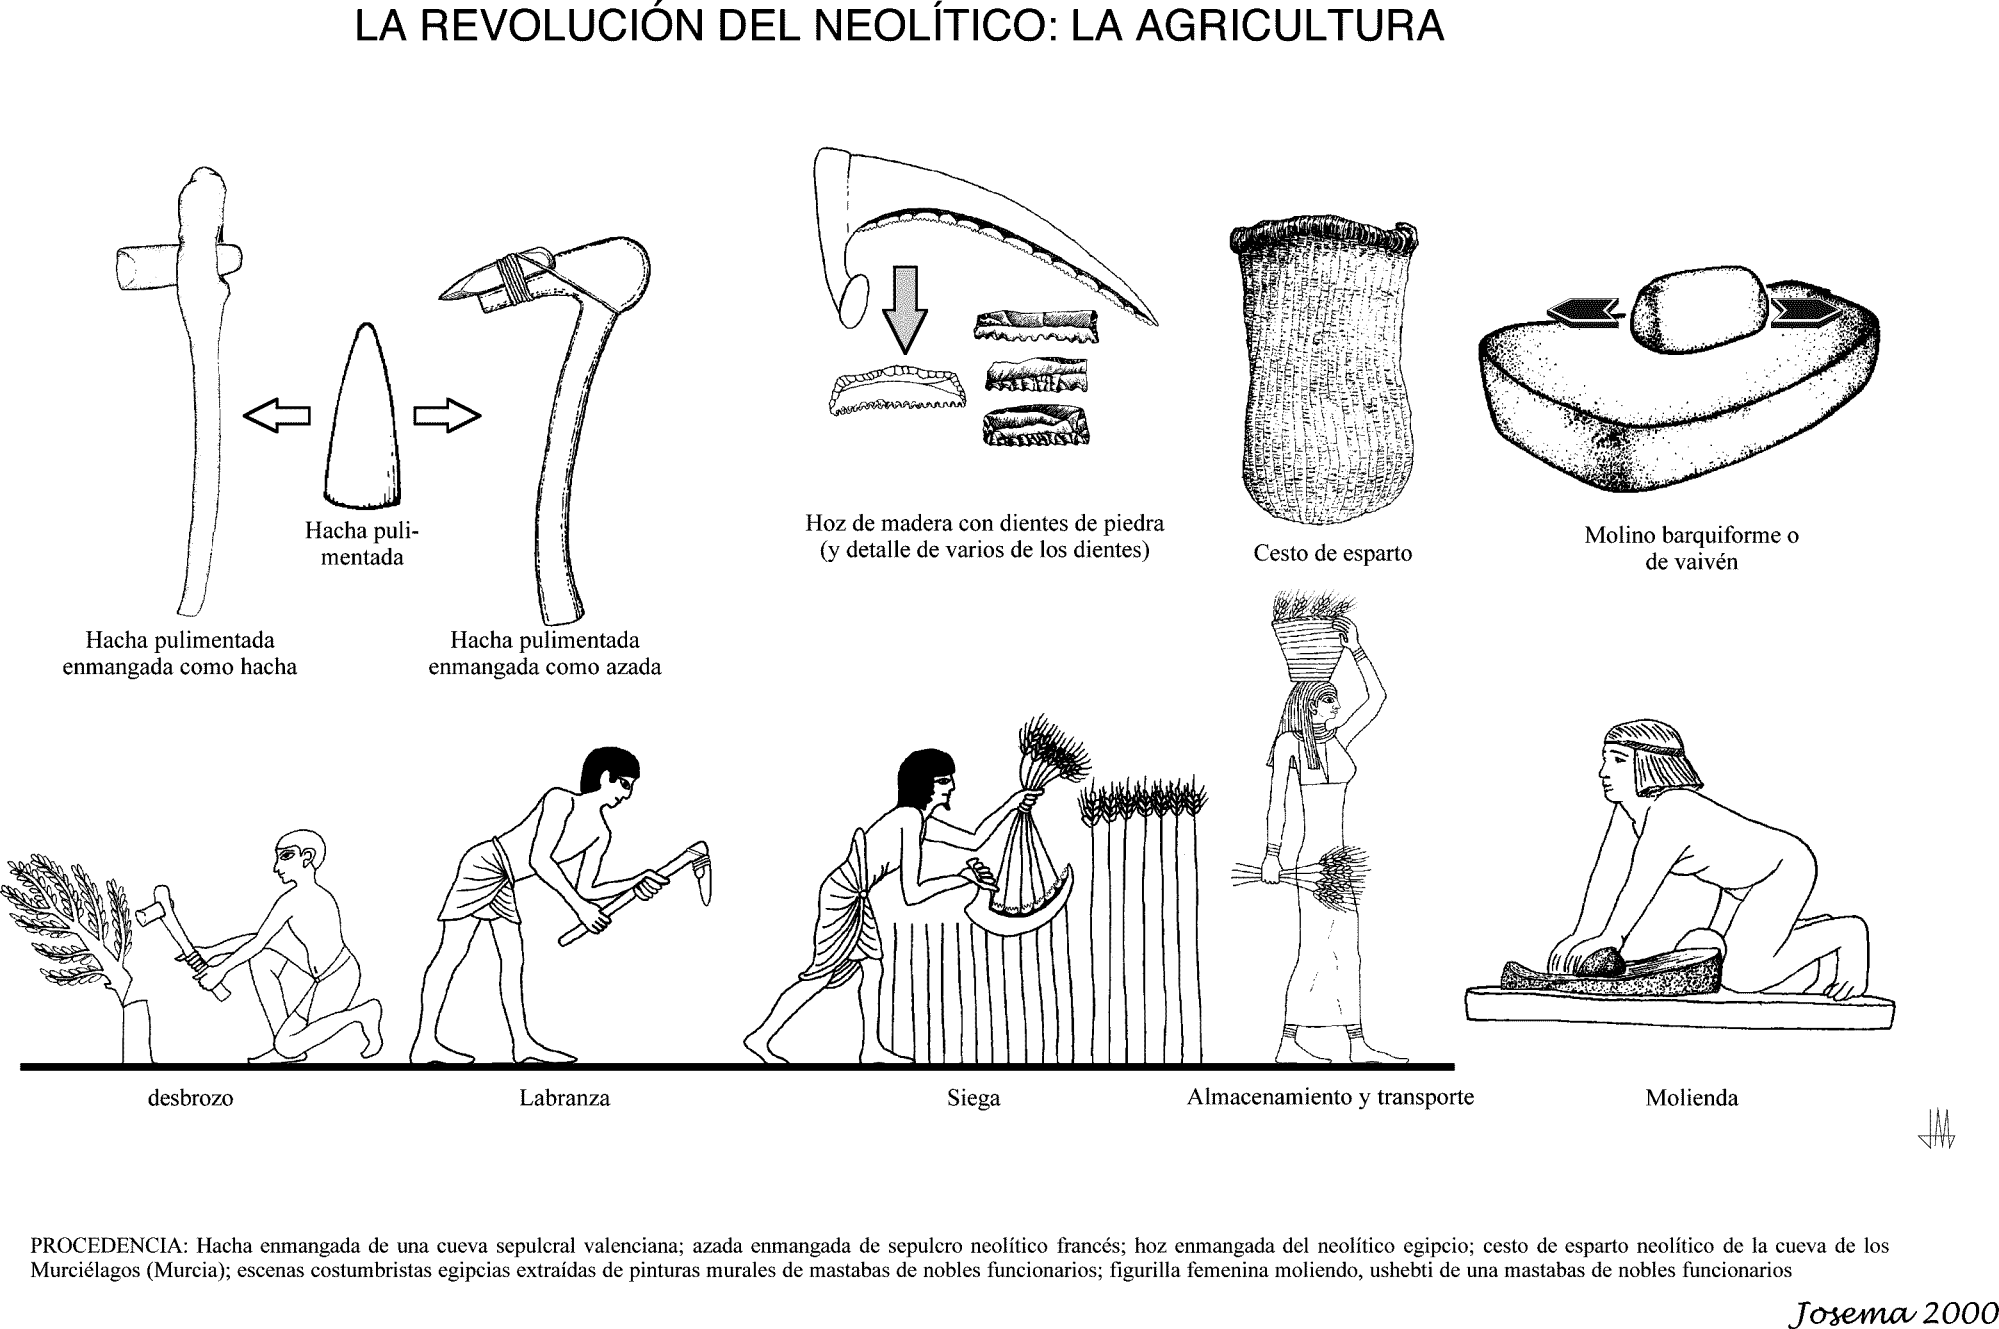 LA REVOLUCIÓN DEL NEOLÍTICO: LA AGRICULTURA
Hacha puli-
mentada
Hacha pulimentada
enmangada como hacha
Hacha pulimentada
enmangada como azada
Hoz de madera con dientes de piedra
(y detalle de varios de los dientes)
Cesto de esparto
Molino barquiforme o
de vaivén
desbrozo
Labranza
Siega
Almacenamiento y transporte
Molienda
JM
PROCEDENCIA: Hacha enmangada de una cueva sepulcral valenciana; azada enmangada de sepulcro neolítico francés; hoz enmangada del neolítico egipcio; cesto de esparto neolítico de la cueva de los
Murciélagos (Murcia); escenas costumbristas egipcias extraídas de pinturas murales de mastabas de nobles funcionarios; figurilla femenina moliendo, ushebti de una mastabas de nobles funcionarios
Josema 2000